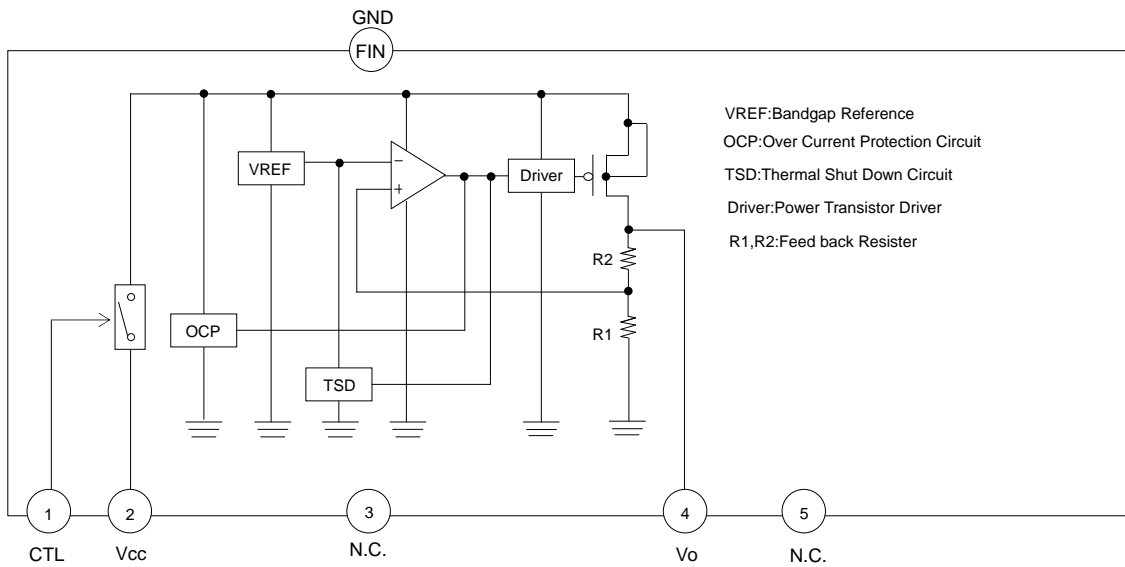 GND
FIN
VREF:Bandgap Reference
OCP:Over Current Protection Circuit
TSD:Thermal Shut Down Circuit
Driver:Power Transistor Driver
R1,R2:Feed back Resister
VREF
−
+
Driver
R2
R1
OCP
TSD
1
2
3
4
5
CTL
Vcc
N.C.
Vo
N.C.